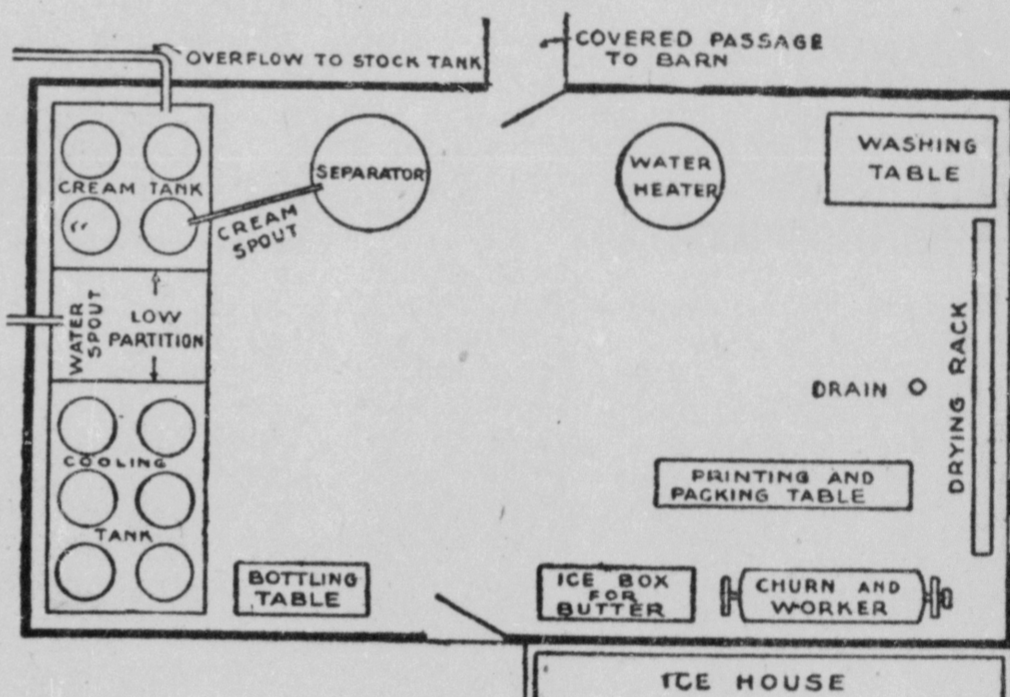 OVERFLOW TO STOCK TANK
COVERED PASSAGE
TO BARN
CREAM TANK
SEPARATOR
CREAM
SPOUT
WATER
HEATER
WASHING
TABLE
WATER
SPOUT
LOW
PARTITION
DRAIN
DRYING RACK
COOLING
TANK
PRINTING AND
PACKING TABLE
BOTTLING
TABLE
ICE BOX
FOR
BUTTER
CHURN AND
WORKER
ICE HOUSE